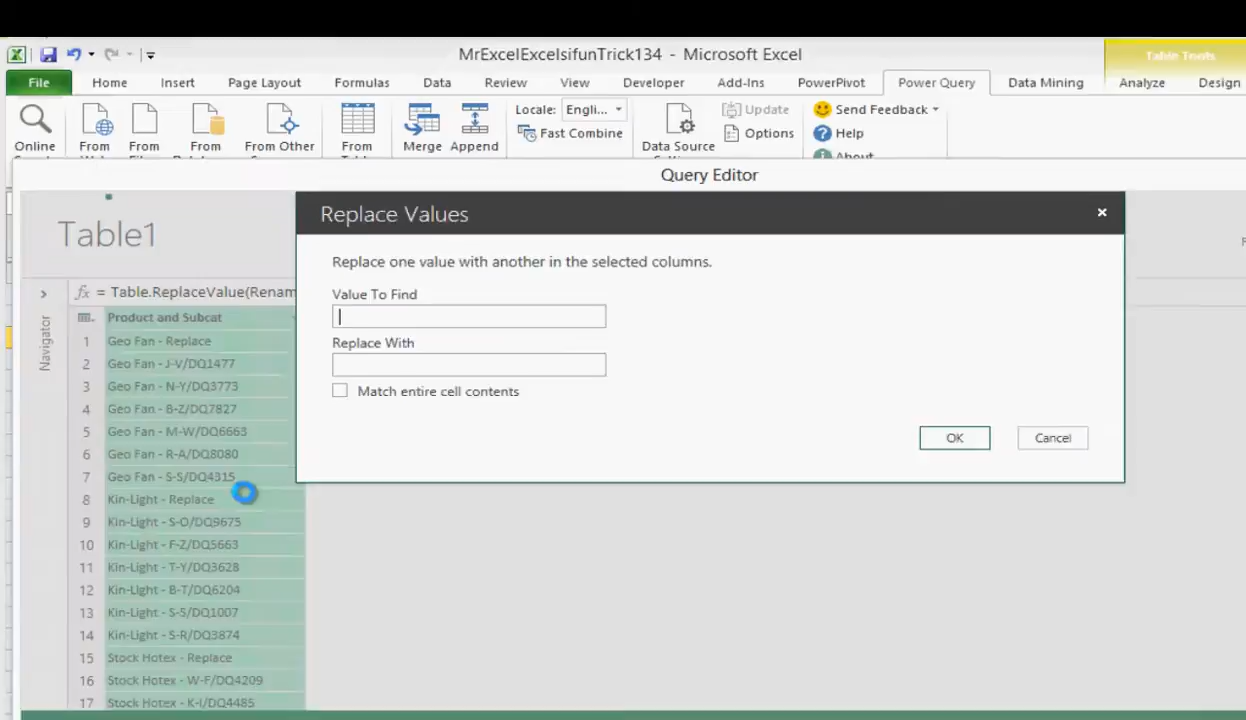 MrExcelExcelsifunTrick134 - Microsoft Excel
Table Tools
File Home Insert Page Layout Formulas Data Review View Developer Add-Ins PowerPivot Power Query Data Mining Analyze Design
Locale: Engli...
Update
Send Feedback
Fast Combine
Options
Help
Online From From From From Other From Merge Append Data Source
About
Query Editor
Table1
Replace Values
Replace one value with another in the selected columns.
fx = Table.ReplaceValue(Renam
Value To Find
Replace With
Match entire cell contents
OK
Cancel
Navigator
Product and Subcat
1 Geo Fan - Replace
2 Geo Fan - J-V/DQ1477
3 Geo Fan - N-Y/DQ3773
4 Geo Fan - B-Z/DQ7827
5 Geo Fan - M-W/DQ6663
6 Geo Fan - R-A/DQ8080
7 Geo Fan - S-S/DQ4315
8 Kin-Light - Replace
9 Kin-Light - S-O/DQ9675
10 Kin-Light - F-Z/DQ5663
11 Kin-Light - T-Y/DQ3628
12 Kin-Light - B-T/DQ6204
13 Kin-Light - S-S/DQ1007
14 Kin-Light - S-R/DQ3874
15 Stock Hotex - Replace
16 Stock Hotex - W-F/DQ4209
17 Stock Hotex - K-I/DQ4485